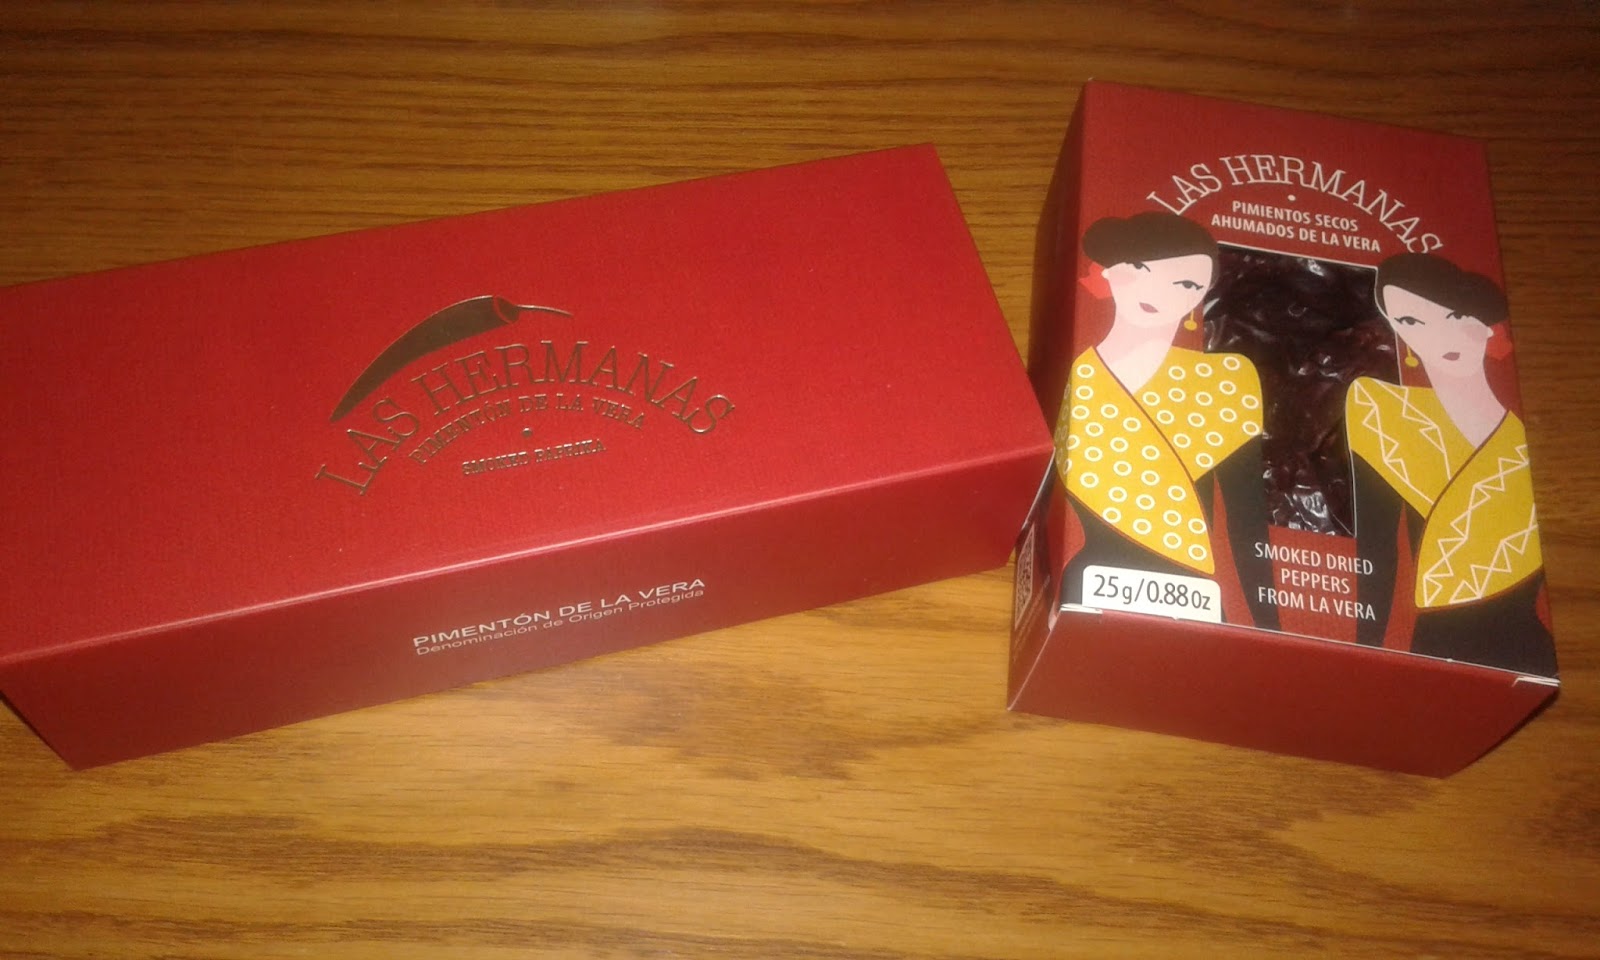 LAS HERMANAS
PIMENTÓN DE LA VERA
SMOKED PAPRIKA
PIMENTÓN DE LA VERA
Denominación de Origen Protegida
LAS HERMANAS
PIMIENTOS SECOS
AHUMADOS DE LA VERA
SMOKED DRIED
PEPPERS
FROM LA VERA
25g/0.88oz